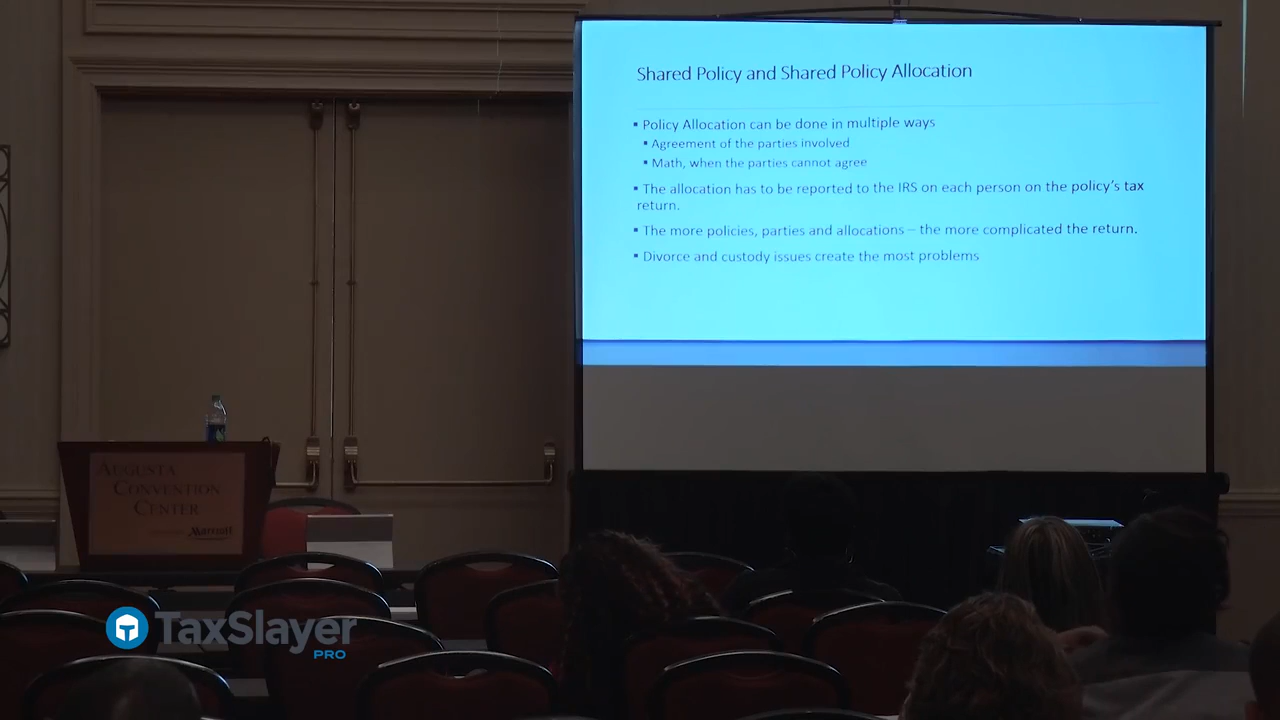 Shared Policy and Shared Policy Allocation
▪ Policy Allocation can be done in multiple ways
▪ Agreement of the parties involved
▪ Math, when the parties cannot agree
▪ The allocation has to be reported to the IRS on each person on the policy's tax
return.
▪ The more policies, parties and allocations – the more complicated the return.
▪ Divorce and custody issues create the most problems
AUGUSTA
CONVENTION
CENTER
Marriott
TaxSlayer
PRO